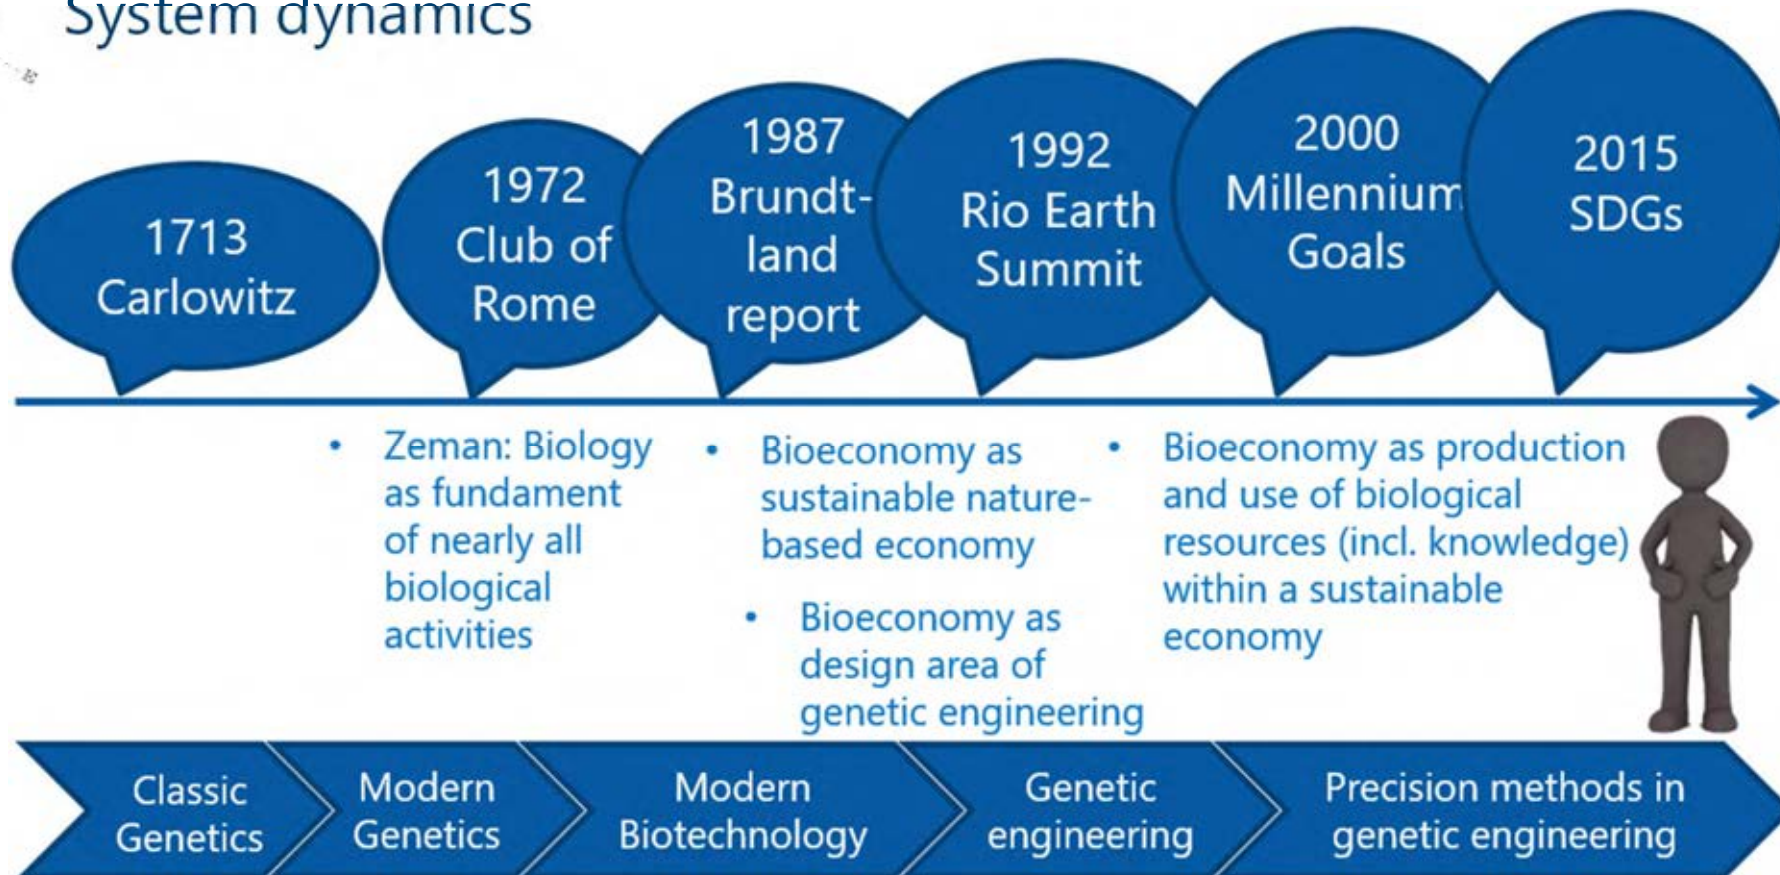 System dynamics
E
1713
Carlowitz
1972
Club of
Rome
1987
Brundt-
land
report
1992
Rio Earth
Summit
2000
Millennium
Goals
2015
SDGs
• Zeman: Biology
as fundament
of nearly all
biological
activities
• Bioeconomy as
sustainable nature-
based economy
• Bioeconomy as
design area of
genetic engineering
• Bioeconomy as production
and use of biological
resources (incl. knowledge)
within a sustainable
economy
Classic
Genetics
Modern
Genetics
Modern
Biotechnology
Genetic
engineering
Precision methods in
genetic engineering